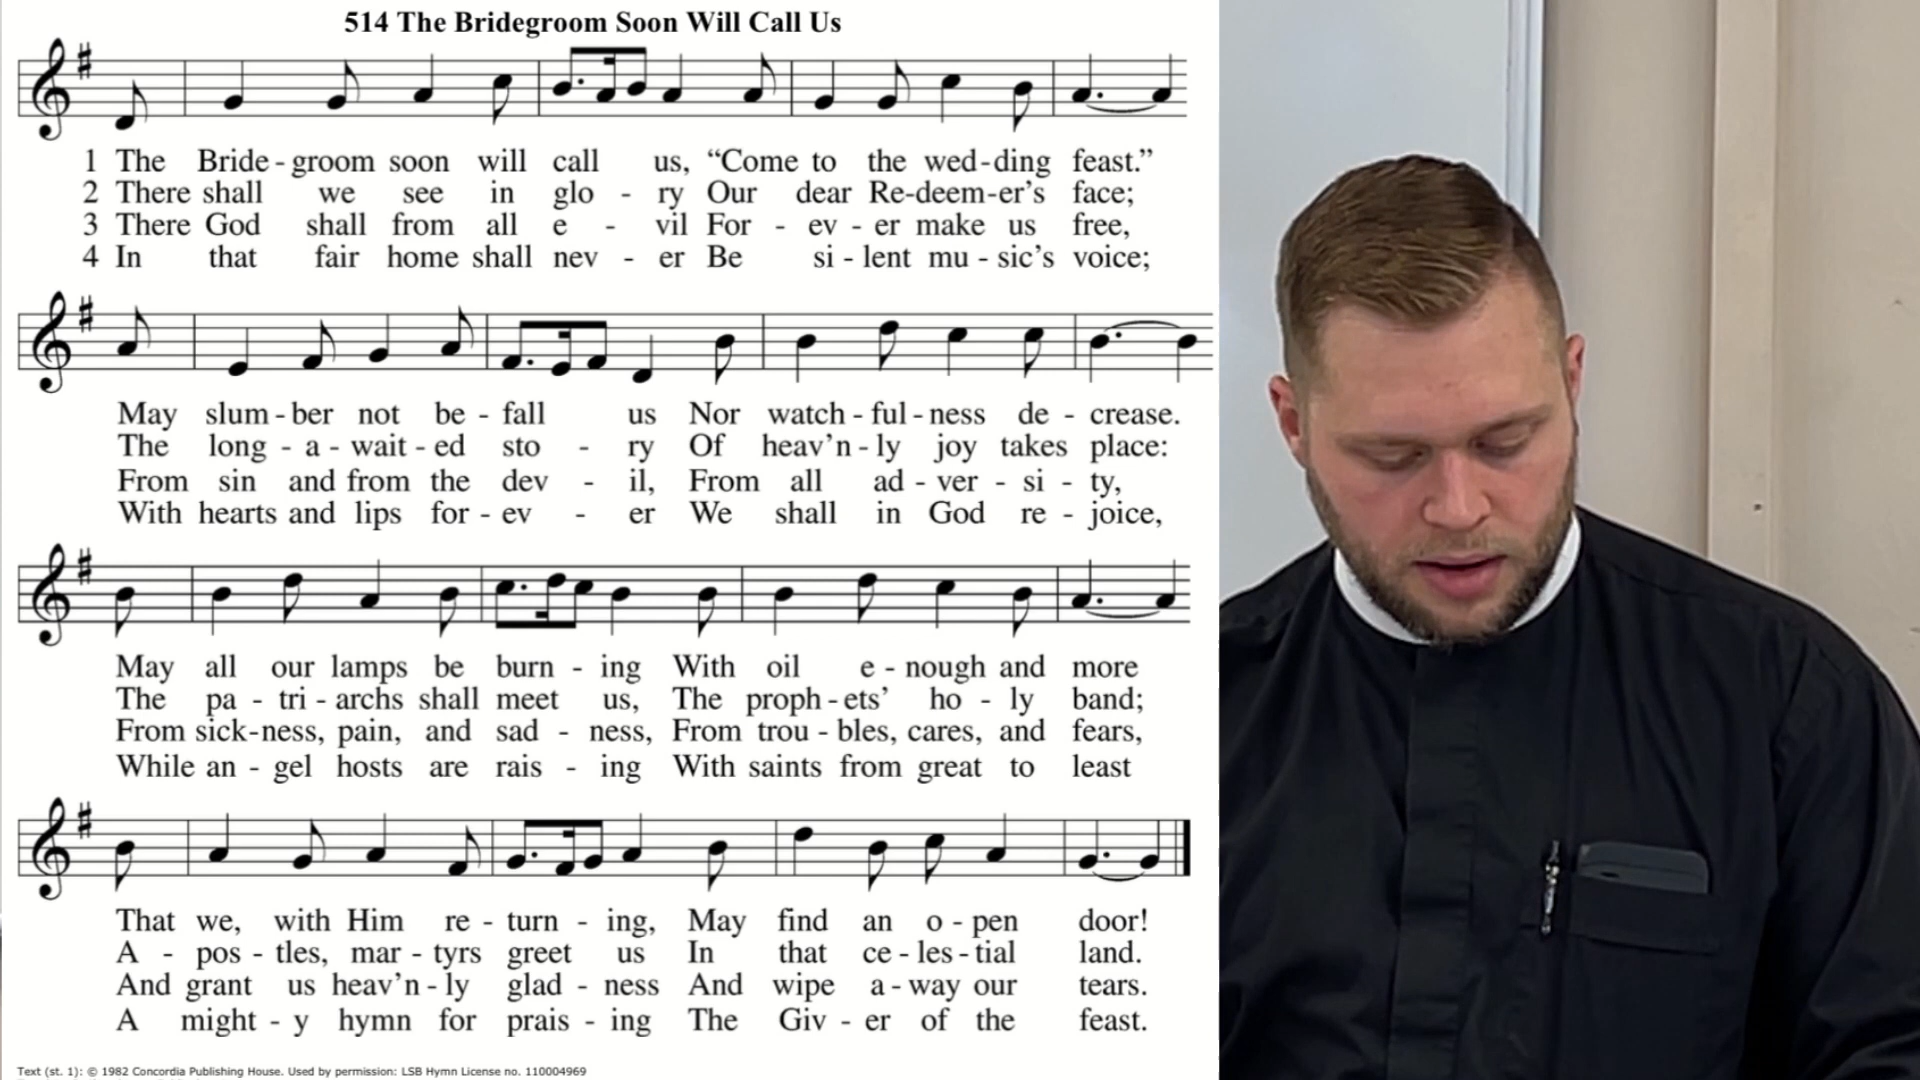 514 The Bridegroom Soon Will Call Us
1 The Bride - groom soon will call us, “Come to the wed - ding feast.”
2 There shall we see in glo - ry Our dear Re - deem - er’s face;
3 There God shall from all e - vil For - ev - er make us free,
4 In that fair home shall nev - er Be si - lent mu - sic’s voice;
May slum - ber not be - fall us Nor watch - ful - ness de - crease.
The long - a - wait - ed sto - ry Of heav’n - ly joy takes place:
From sin and from the dev - il, From all ad - ver - si - ty,
With hearts and lips for - ev - er We shall in God re - joice,
May all our lamps be burn - ing With oil e - nough and more
The pa - tri - archs shall meet us, The proph - ets’ ho - ly band;
From sick - ness, pain, and sad - ness, From trou - bles, cares, and fears,
While an - gel hosts are rais - ing With saints from great to least
That we, with Him re - turn - ing, May find an o - pen door!
A - pos - tles, mar - tyrs greet us In that ce - les - tial land.
And grant us heav’n - ly glad - ness And wipe a - way our tears.
A might - y hymn for prais - ing The Giv - er of the feast.
Text (st. 1): © 1982 Concordia Publishing House. Used by permission: LSB Hymn License no. 110004969